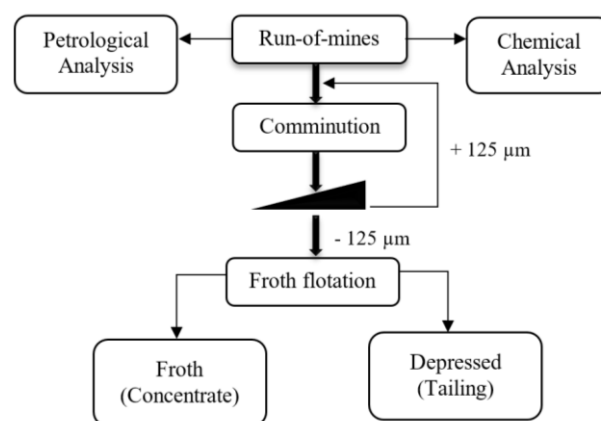 Petrological
Analysis
Run-of-mines
Chemical
Analysis
Comminution
+ 125 µm
- 125 µm
Froth flotation
Froth
(Concentrate)
Depressed
(Tailing)